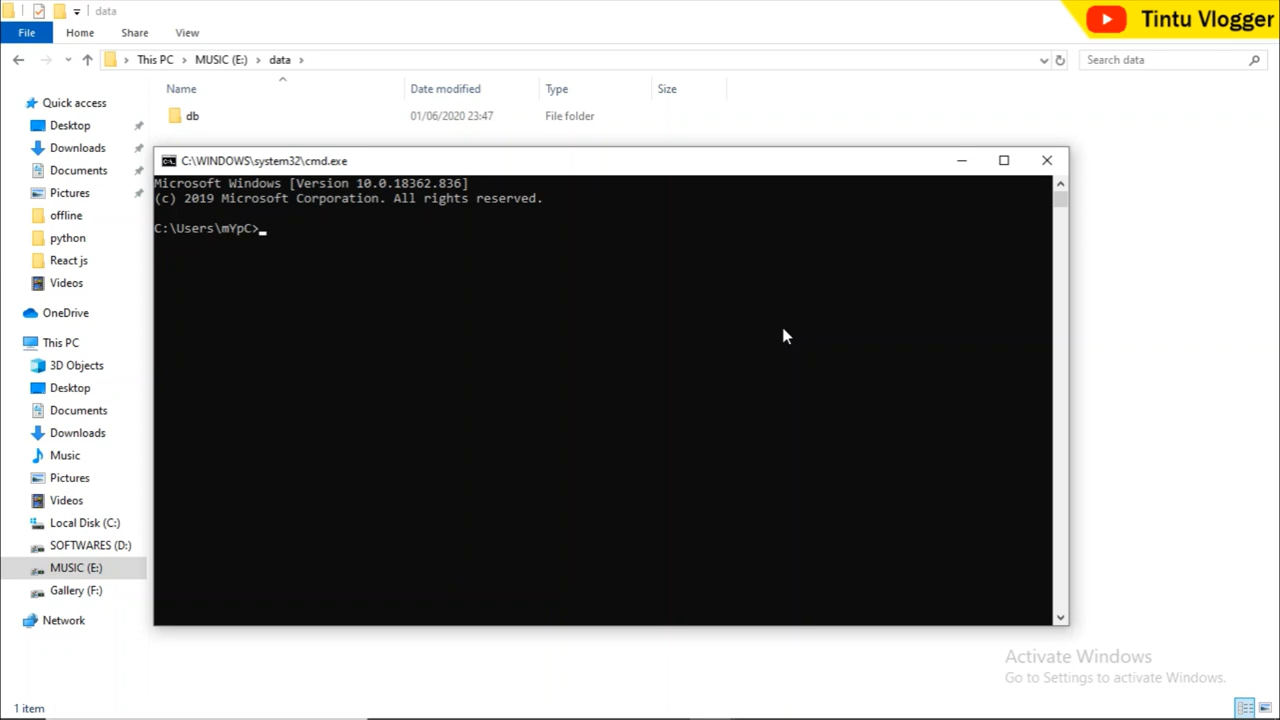 data
Tintu Vlogger
File Home Share View
This PC MUSIC (E:) data
Search data
Name Date modified Type Size
db 01/06/2020 23:47 File folder
Quick access
Desktop
Downloads
Documents
Pictures
offline
python
React js
Videos
OneDrive
This PC
3D Objects
Desktop
Documents
Downloads
Music
Pictures
Videos
Local Disk (C:)
SOFTWARES (D:)
MUSIC (E:)
Gallery (F:)
Network
C:\WINDOWS\system32\cmd.exe
Microsoft Windows [Version 10.0.18362.836]
(c) 2019 Microsoft Corporation. All rights reserved.
C:\Users\mYpC>
Activate Windows
Go to Settings to activate Windows.
1 item